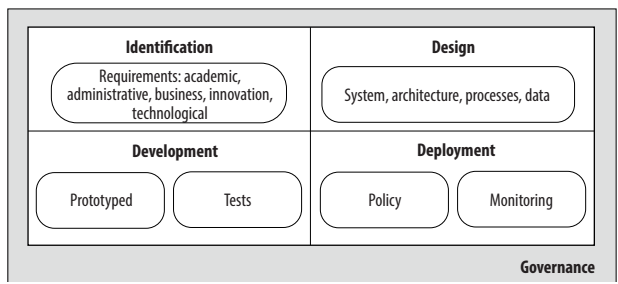 Identification
Requirements: academic,
administrative, business, innovation,
technological
Design
System, architecture, processes, data
Development
Prototyped
Tests
Deployment
Policy
Monitoring
Governance